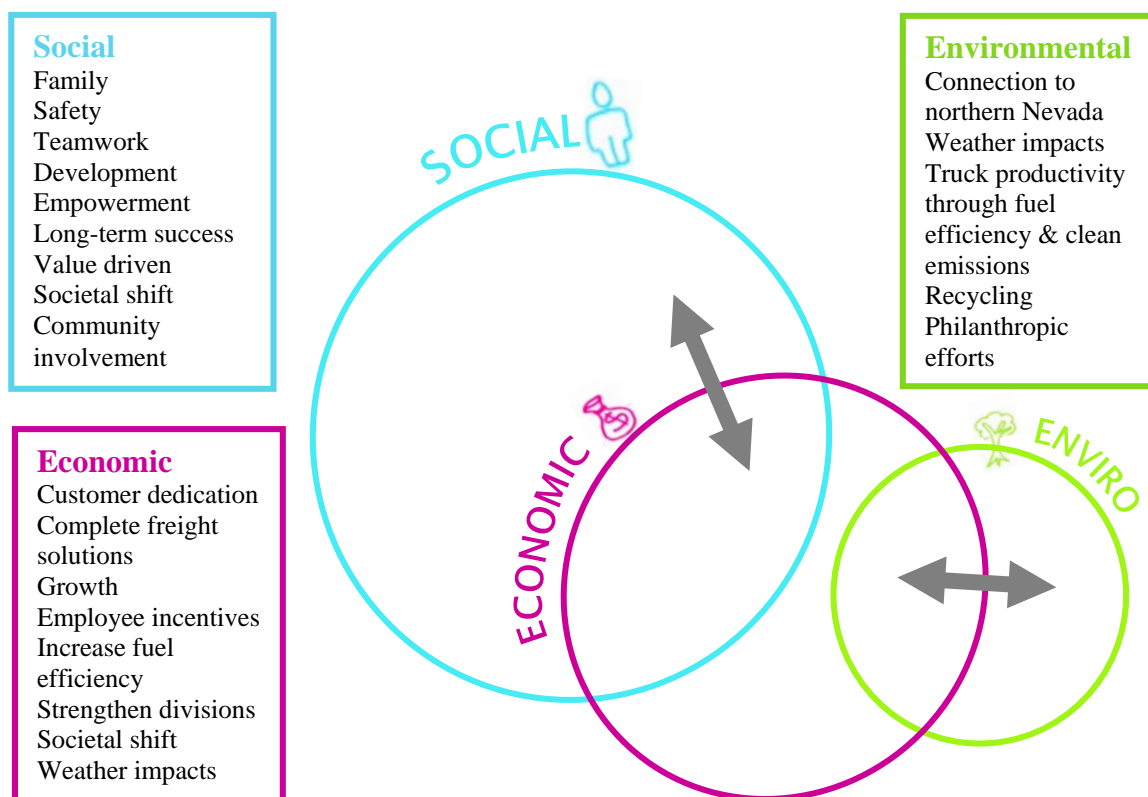 Social
Family
Safety
Teamwork
Development
Empowerment
Long-term success
Value driven
Societal shift
Community
involvement
Economic
Customer dedication
Complete freight
solutions
Growth
Employee incentives
Increase fuel
efficiency
Strengthen divisions
Societal shift
Weather impacts
SOCIAL
ECONOMIC
$
ENVIRO
Environmental
Connection to
northern Nevada
Weather impacts
Truck productivity
through fuel
efficiency & clean
emissions
Recycling
Philanthropic
efforts